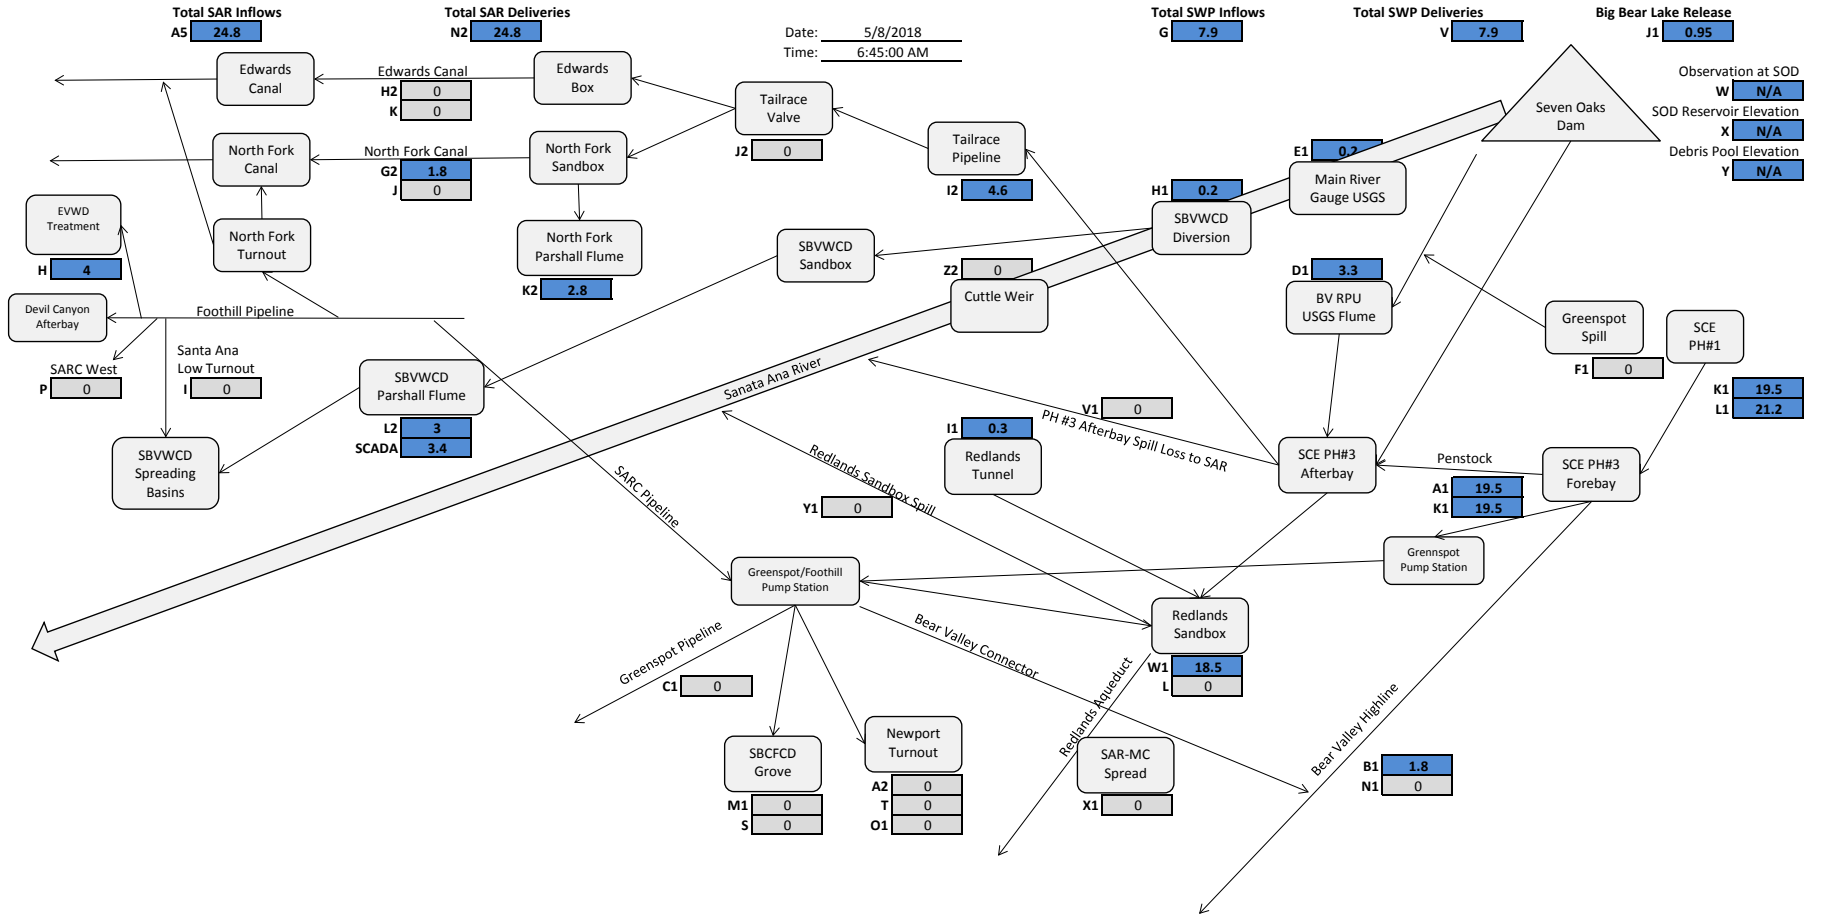 Total SAR Inflows
A5 24.8
Total SAR Deliveries
N2 24.8
Date: 5/8/2018
Time: 6:45:00 AM
Total SWP Inflows
G 7.9
Total SWP Deliveries
V 7.9
Big Bear Lake Release
J1 0.95
Observation at SOD
W N/A
SOD Reservoir Elevation
X N/A
Debris Pool Elevation
Y N/A
Seven Oaks
Dam
Edwards
Canal
Edwards Canal
H2 0
K 0
Edwards
Box
Tailrace
Valve
J2 0
Tailrace
Pipeline
I2 4.6
E1 0.2
Main River
Gauge USGS
H1 0.2
SBVWCD
Diversion
North Fork
Canal
North Fork Canal
G2 1.8
J 0
North Fork
Sandbox
EVWD
Treatment
H 4
North Fork
Turnout
North Fork
Parshall Flume
K2 2.8
SBVWCD
Sandbox
Z2 0
Cuttle Weir
D1 3.3
BV RPU
USGS Flume
Greenspot
Spill
F1 0
SCE
PH#1
K1 19.5
L1 21.2
Devil Canyon
Afterbay
Foothill Pipeline
SARC West
P 0
Santa Ana
Low Turnout
I 0
SBVWCD
Parshall Flume
L2 3
SCADA 3.4
SBVWCD
Spreading
Basins
Sanata Ana River
V1 0
PH #3 Afterbay Spill Loss to SAR
I1 0.3
Redlands
Tunnel
Redlands Sandbox Spill
Y1 0
SARC Pipeline
SCE PH#3
Afterbay
Penstock
A1 19.5
K1 19.5
SCE PH#3
Forebay
Grennspot
Pump Station
Greenspot/Foothill
Pump Station
Redlands
Sandbox
W1 18.5
L 0
Greenspot Pipeline
C1 0
Bear Valley Connector
Redlands Aqueduct
Bear Valley Highline
SBCFCD
Grove
M1 0
S 0
Newport
Turnout
A2 0
T 0
O1 0
SAR-MC
Spread
X1 0
B1 1.8
N1 0